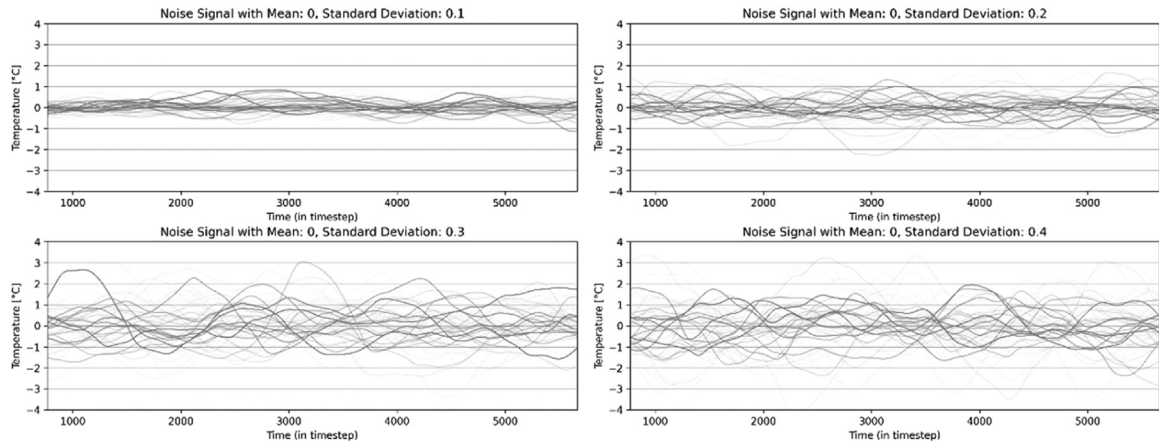 Noise Signal with Mean: 0, Standard Deviation: 0.1
4
3
2
1
0
−1
−2
−3
−4
Temperature [°C]
1000 2000 3000 4000 5000
Time (in timestep)
Noise Signal with Mean: 0, Standard Deviation: 0.2
4
3
2
1
0
−1
−2
−3
−4
Temperature [°C]
1000 2000 3000 4000 5000
Time (in timestep)
Noise Signal with Mean: 0, Standard Deviation: 0.3
4
3
2
1
0
−1
−2
−3
−4
Temperature [°C]
1000 2000 3000 4000 5000
Time (in timestep)
Noise Signal with Mean: 0, Standard Deviation: 0.4
4
3
2
1
0
−1
−2
−3
−4
Temperature [°C]
1000 2000 3000 4000 5000
Time (in timestep)